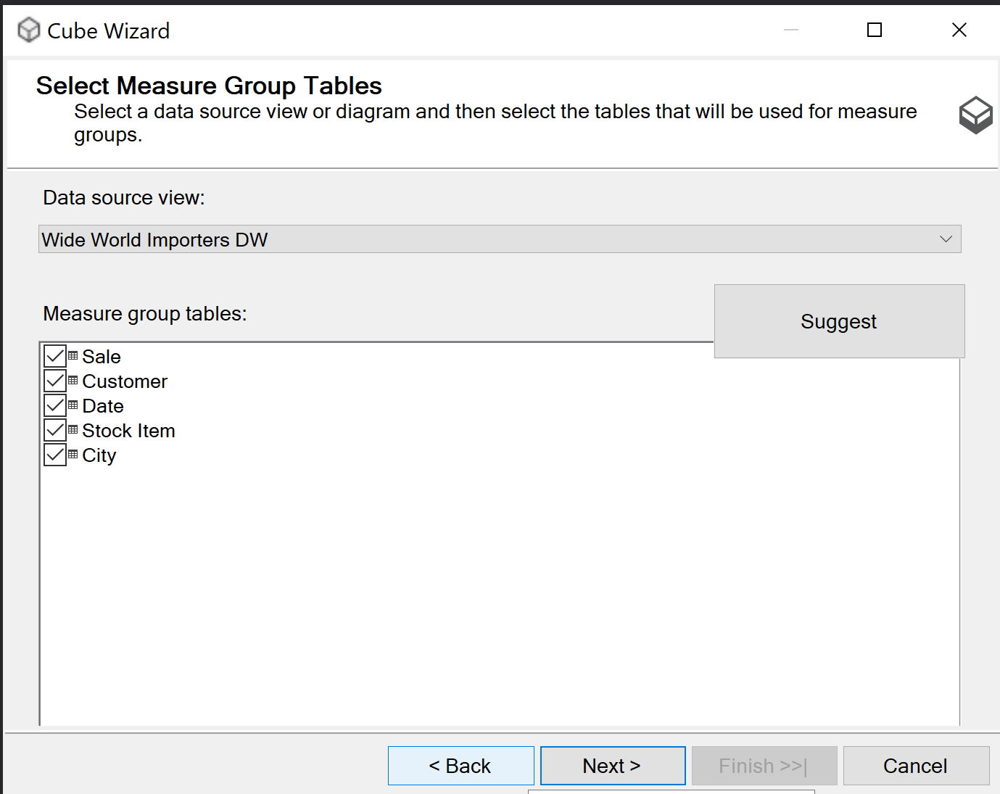 Cube Wizard
Select Measure Group Tables
Select a data source view or diagram and then select the tables that will be used for measure
groups.
Data source view:
Wide World Importers DW
Measure group tables:
Suggest
Sale
Customer
Date
Stock Item
City
< Back
Next >
Finish >>|
Cancel